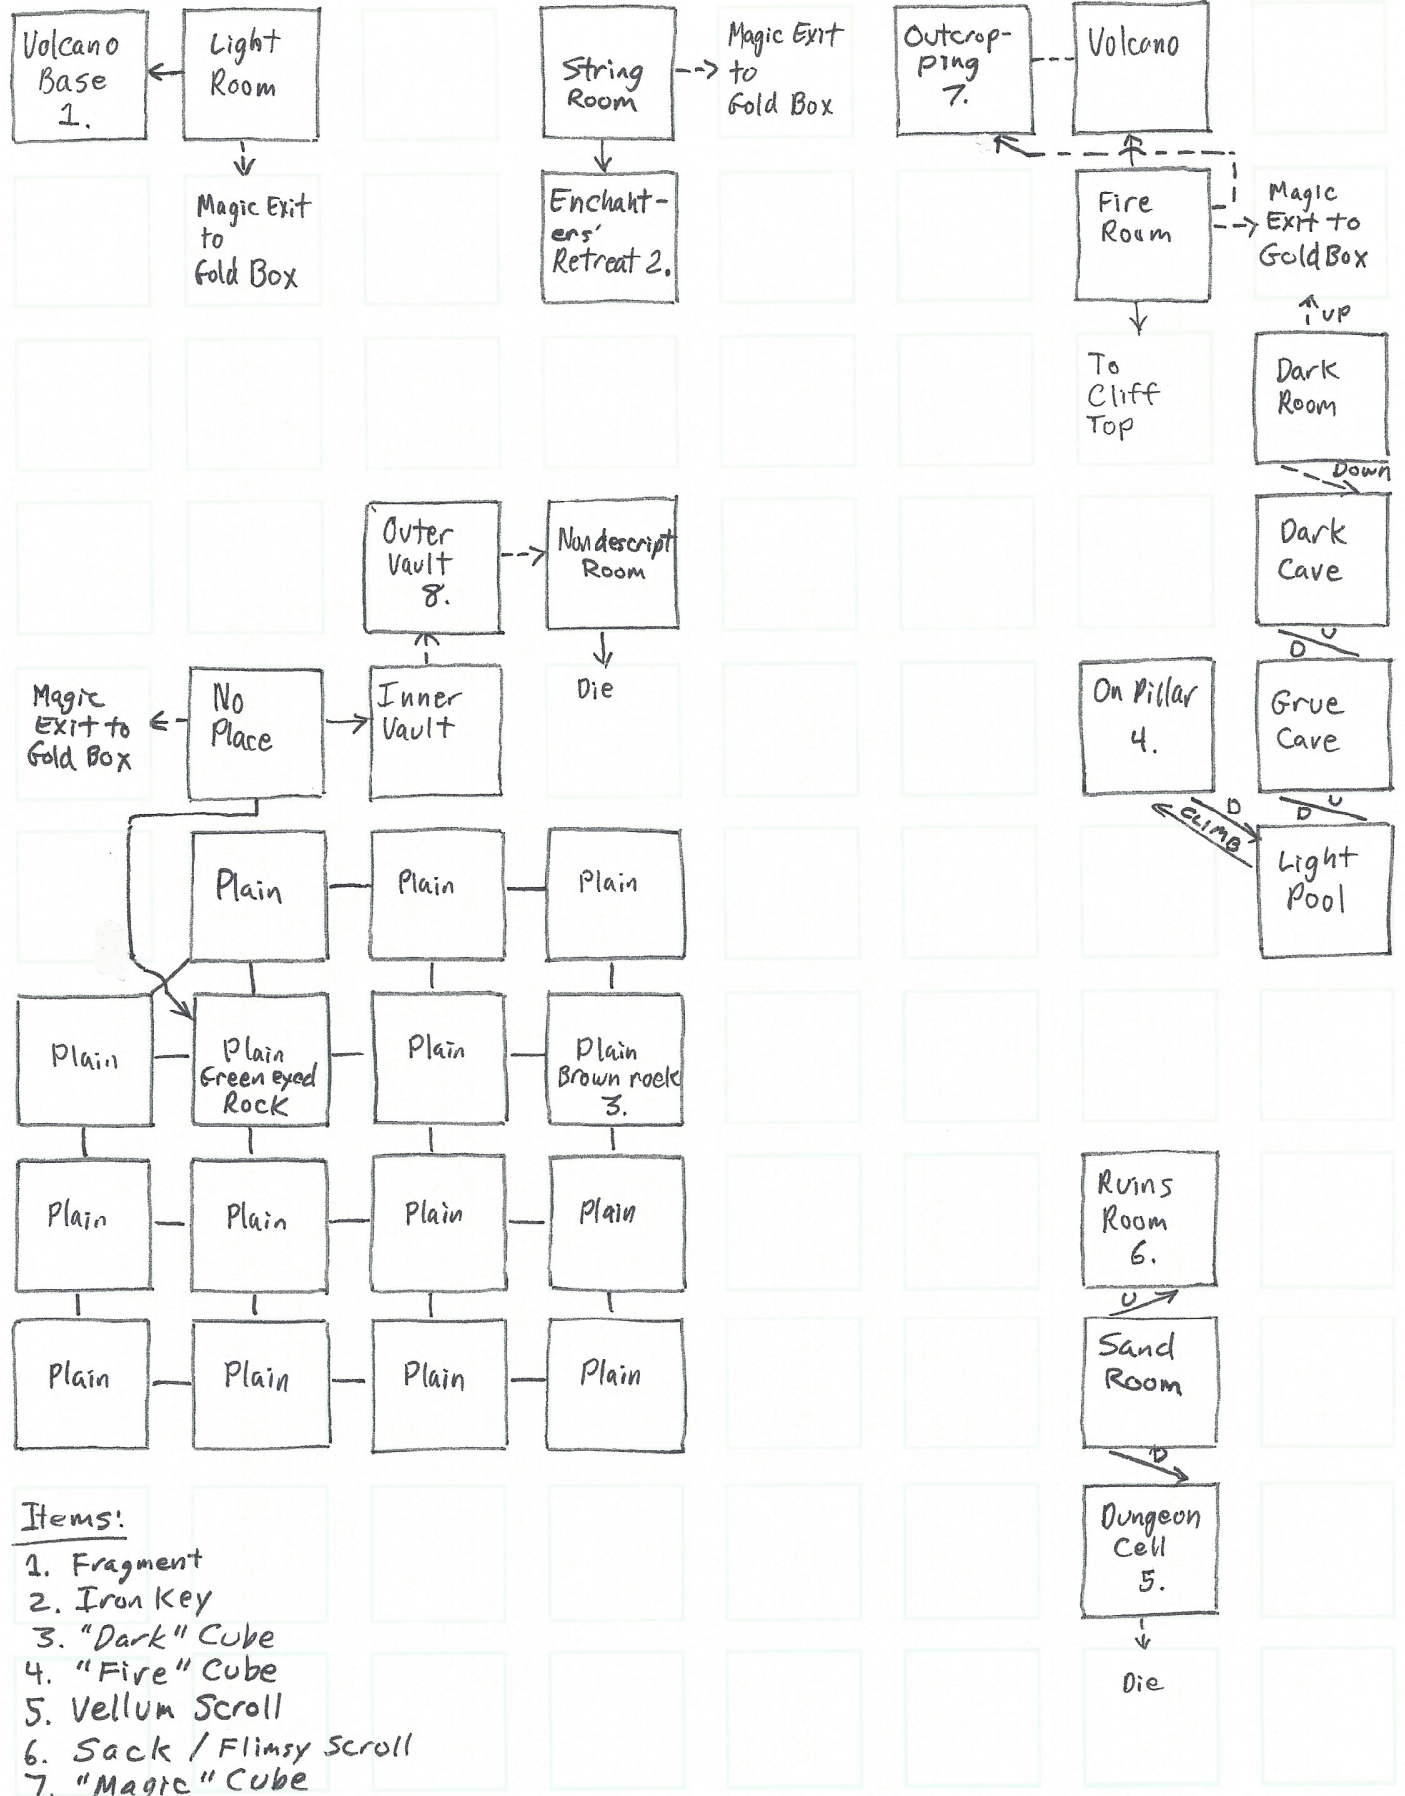 Volcano
Base
1.
Light
Room
Magic Exit
to
Gold Box
String
Room
Magic Exit
to
Gold Box
Enchant-
ers'
Retreat 2.
Outcrop-
ping
7.
Volcano
Fire
Room
Magic
Exit to
Gold Box
To
Cliff
Top
UP
Dark
Room
Down
Dark
Cave
U
D
Grue
Cave
U
D
On Pillar
4.
D
CLIMB
Light
Pool
Outer
Vault
8.
Nondescript
Room
Die
Magic
Exit to
Gold Box
No
Place
Inner
Vault
Plain
Plain
Plain
Plain
Plain
Green eyed
Rock
Plain
Plain
Brown rock
3.
Plain
Plain
Plain
Plain
Plain
Plain
Plain
Plain
Ruins
Room
6.
U
Sand
Room
D
Dungeon
Cell
5.
Die
Items:
1. Fragment
2. Iron Key
3. "Dark" Cube
4. "Fire" Cube
5. Vellum Scroll
6. Sack / Flimsy Scroll
7. "Magic" Cube